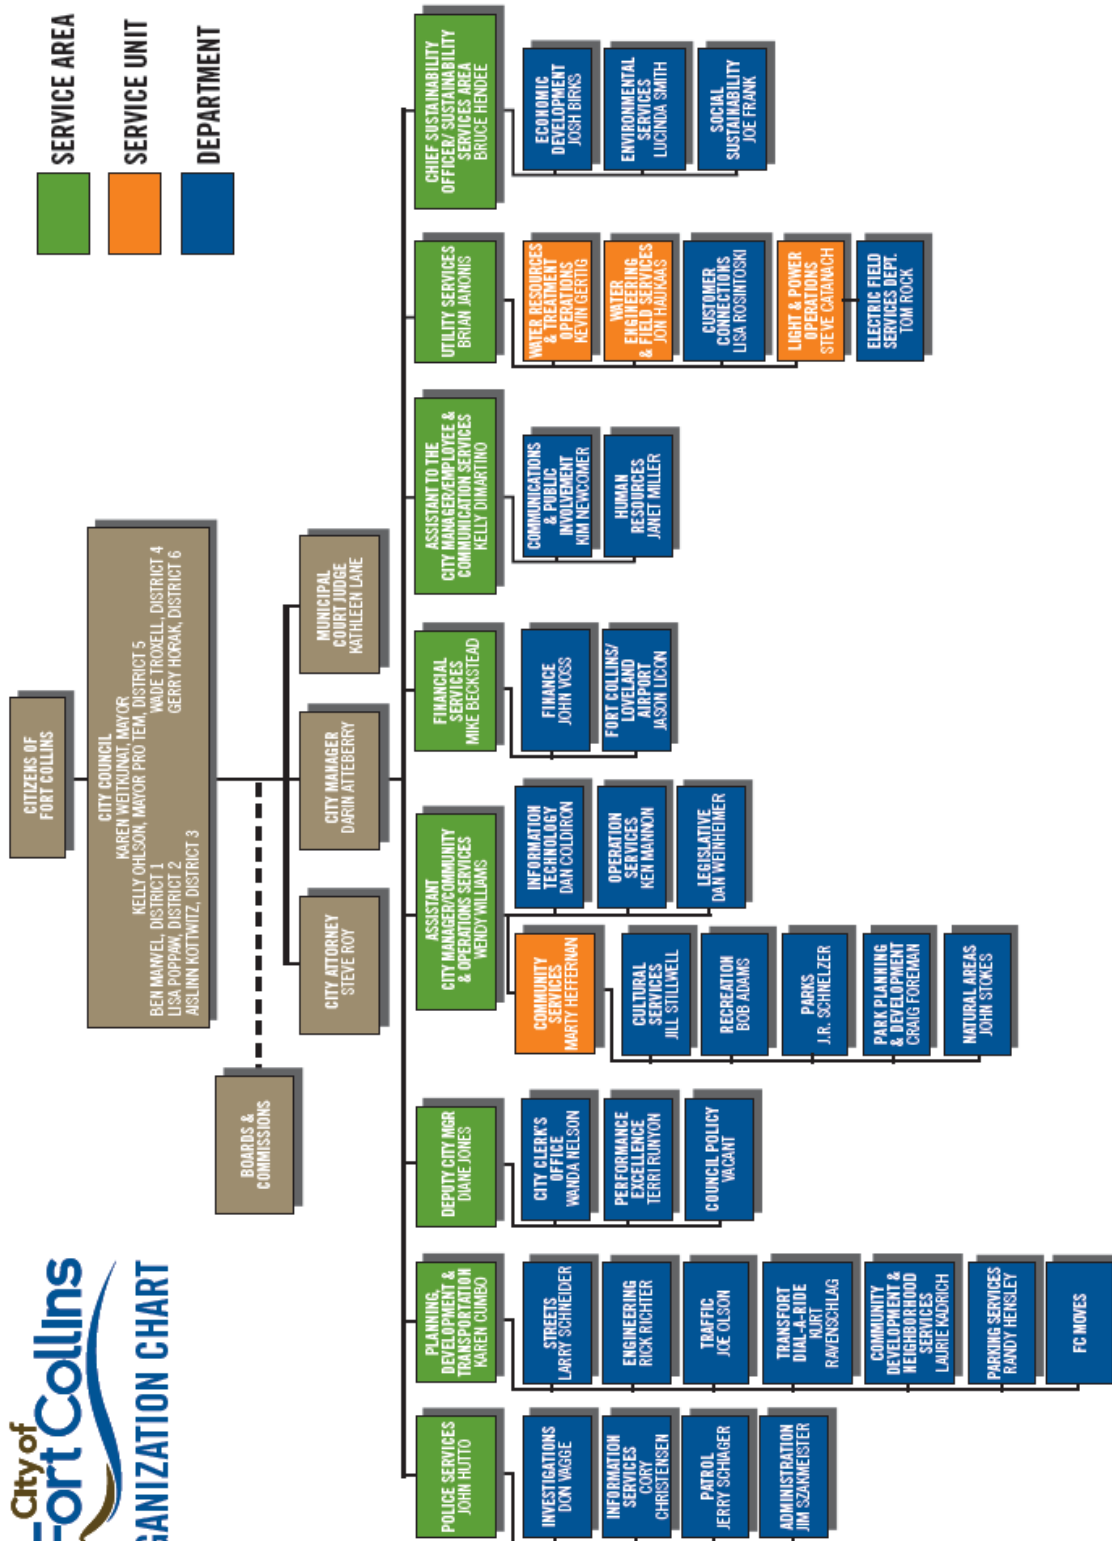 City of
Fort Collins
GANIZATION CHART
SERVICE AREA
SERVICE UNIT
DEPARTMENT
CITIZENS OF
FORT COLLINS
CITY COUNCIL
KAREN WEITKUNAT, MAYOR
KELLY OHLSON, MAYOR PRO TEM, DISTRICT 5
BEN MANVEL, DISTRICT 1
WADE TROXELL, DISTRICT 4
LISA POPPAW, DISTRICT 2
GERRY HORAK, DISTRICT 6
AISLINN KOTTWITZ, DISTRICT 3
BOARDS &
COMMISSIONS
CITY ATTORNEY
STEVE ROY
CITY MANAGER
DARIN ATTEBERRY
MUNICIPAL
COURT JUDGE
KATHLEEN LANE
POLICE SERVICES
JOHN HUTTO
INVESTIGATIONS
DON VAGGE
INFORMATION
SERVICES
CORY
CHRISTENSEN
PATROL
JERRY SCHIAGER
ADMINISTRATION
JIM SZAKMEISTER
PLANNING,
DEVELOPMENT &
TRANSPORTATION
KAREN CUMBO
STREETS
LARRY SCHNEIDER
ENGINEERING
RICK RICHTER
TRAFFIC
JOE OLSON
TRANSFORT
DIAL-A-RIDE
KURT
RAVENSCHLAG
COMMUNITY
DEVELOPMENT &
NEIGHBORHOOD
SERVICES
LAURIE KADRICH
PARKING SERVICES
RANDY HENSLEY
FC MOVES
DEPUTY CITY MGR
DIANE JONES
CITY CLERK'S
OFFICE
WANDA NELSON
PERFORMANCE
EXCELLENCE
TERRI RUNYON
COUNCIL POLICY
VACANT
ASSISTANT
CITY MANAGER/COMMUNITY
& OPERATIONS SERVICES
WENDY WILLIAMS
COMMUNITY
SERVICES
MARTY HEFFERNAN
CULTURAL
SERVICES
JILL STILLWELL
RECREATION
BOB ADAMS
PARKS
J.R. SCHNELZER
PARK PLANNING
& DEVELOPMENT
CRAIG FOREMAN
NATURAL AREAS
JOHN STOKES
INFORMATION
TECHNOLOGY
DAN COLDIRON
OPERATION
SERVICES
KEN MANNON
LEGISLATIVE
DAN WEINHEIMER
FINANCIAL
SERVICES
MIKE BECKSTEAD
FINANCE
JOHN VOSS
FORT COLLINS/
LOVELAND
AIRPORT
JASON LICON
ASSISTANT TO THE
CITY MANAGER/EMPLOYEE &
COMMUNICATION SERVICES
KELLY DIMARTINO
COMMUNICATIONS
& PUBLIC
INVOLVEMENT
KIM NEWCOMER
HUMAN
RESOURCES
JANET MILLER
UTILITY SERVICES
BRIAN JANONIS
WATER RESOURCES
& TREATMENT
OPERATIONS
KEVIN GERTIG
WATER
ENGINEERING
& FIELD SERVICES
JON HAUKAAS
CUSTOMER
CONNECTIONS
LISA ROSINTOSKI
LIGHT & POWER
OPERATIONS
STEVE CATANACH
ELECTRIC FIELD
SERVICES DEPT.
TOM ROCK
CHIEF SUSTAINABILITY
OFFICER/ SUSTAINABILITY
SERVICES AREA
BRUCE HENDEE
ECONOMIC
DEVELOPMENT
JOSH BIRKS
ENVIRONMENTAL
SERVICES
LUCINDA SMITH
SOCIAL
SUSTAINABILITY
JOE FRANK